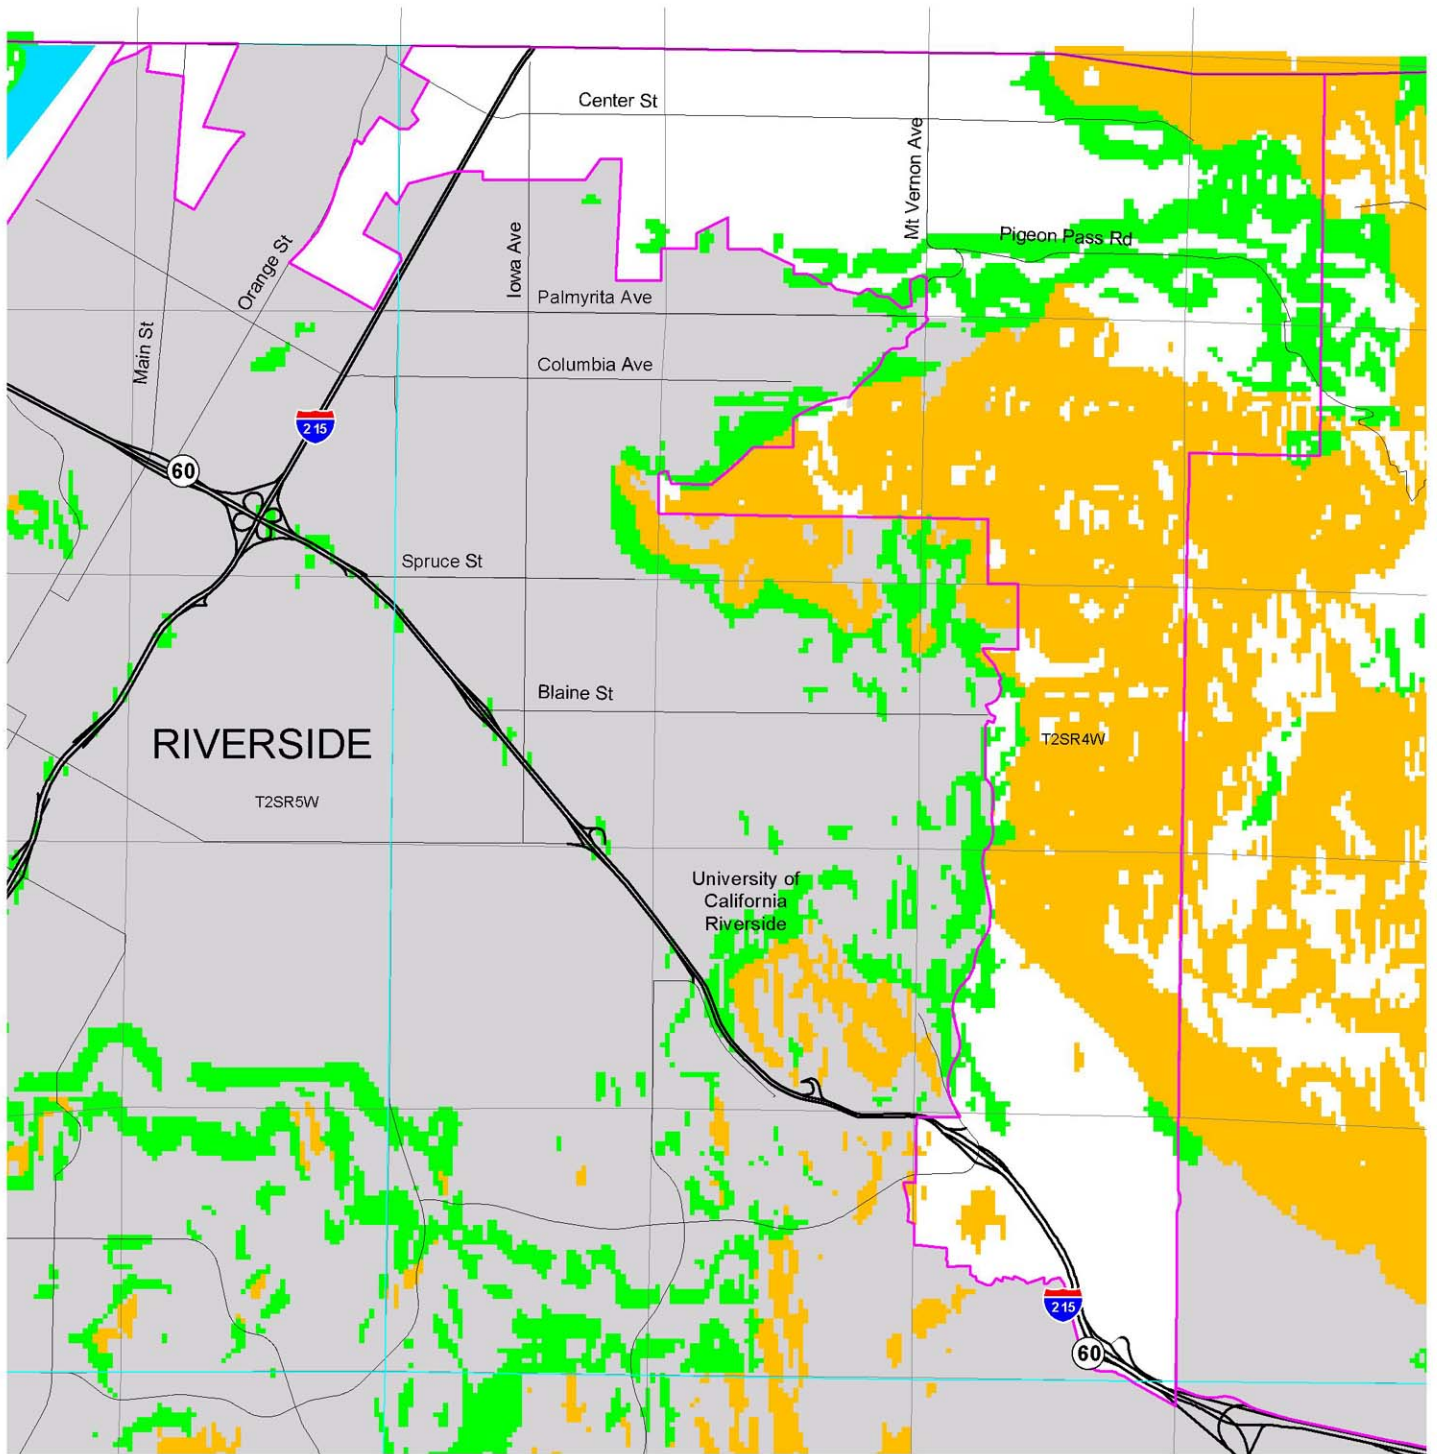 Center St
Mt Vernon Ave
Pigeon Pass Rd
Orange St
Iowa Ave
Palmyrita Ave
Main St
Columbia Ave
215
60
Spruce St
Blaine St
RIVERSIDE
T2SR4W
T2SR5W
University of
California
Riverside
215
60